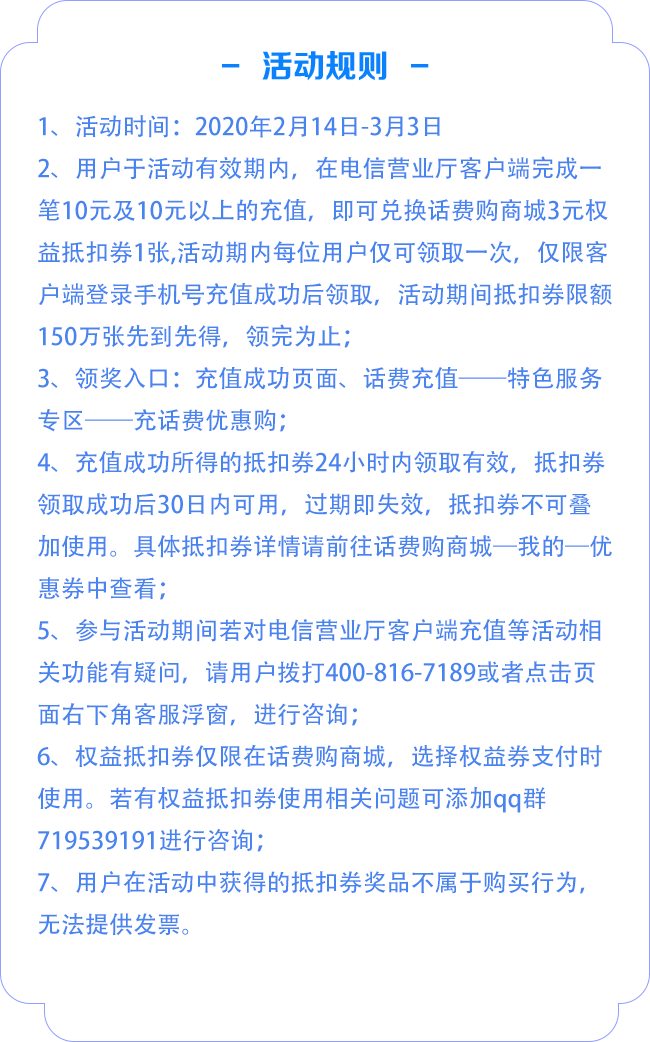 – 活动规则 –
1、活动时间：2020年2月14日-3月3日
2、用户于活动有效期内，在电信营业厅客户端完成一
笔10元及10元以上的充值，即可兑换话费购商城3元权
益抵扣券1张,活动期内每位用户仅可领取一次，仅限客
户端登录手机号充值成功后领取，活动期间抵扣券限额
150万张先到先得，领完为止；
3、领奖入口：充值成功页面、话费充值——特色服务
专区——充话费优惠购；
4、充值成功所得的抵扣券24小时内领取有效，抵扣券
领取成功后30日内可用，过期即失效，抵扣券不可叠
加使用。具体抵扣券详情请前往话费购商城—我的—优
惠券中查看；
5、参与活动期间若对电信营业厅客户端充值等活动相
关功能有疑问，请用户拨打400-816-7189或者点击页
面右下角客服浮窗，进行咨询；
6、权益抵扣券仅限在话费购商城，选择权益券支付时
使用。若有权益抵扣券使用相关问题可添加qq群
719539191进行咨询；
7、用户在活动中获得的抵扣券奖品不属于购买行为，
无法提供发票。